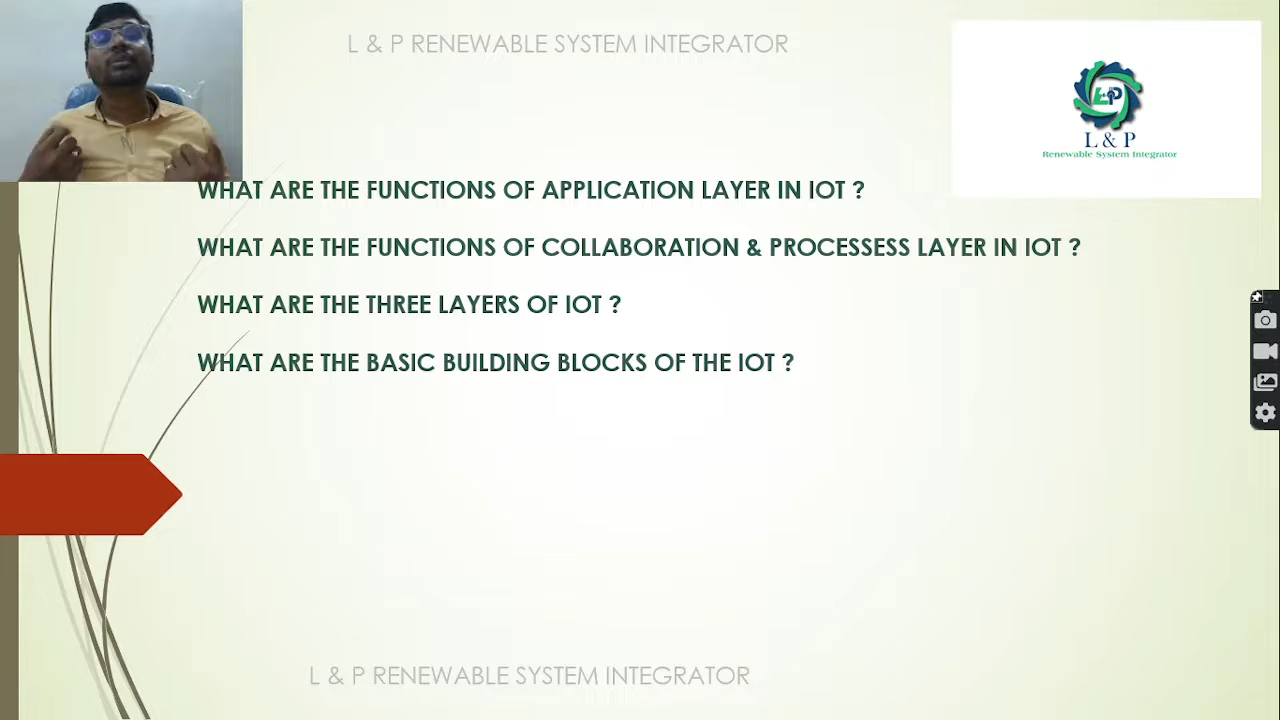 L & P RENEWABLE SYSTEM INTEGRATOR
L&P
L & P
Renewable System Integrator
WHAT ARE THE FUNCTIONS OF APPLICATION LAYER IN IOT ?
WHAT ARE THE FUNCTIONS OF COLLABORATION & PROCESSESS LAYER IN IOT ?
WHAT ARE THE THREE LAYERS OF IOT ?
WHAT ARE THE BASIC BUILDING BLOCKS OF THE IOT ?
L & P RENEWABLE SYSTEM INTEGRATOR